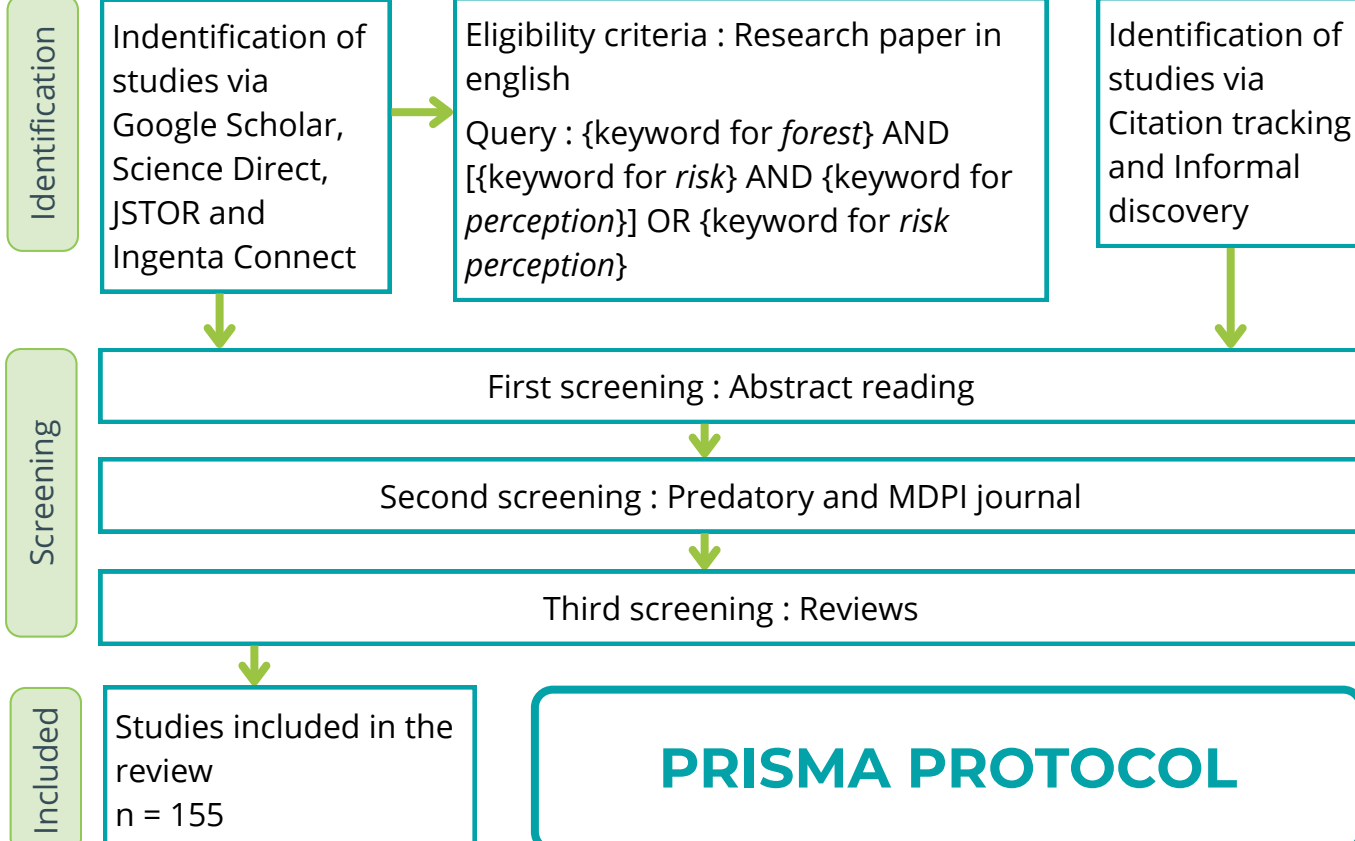 Identification
Indentification of
studies via
Google Scholar,
Science Direct,
JSTOR and
Ingenta Connect
Eligibility criteria : Research paper in
english
Query : {keyword for forest} AND
[{keyword for risk} AND {keyword for
perception}] OR {keyword for risk
perception}
Identification of
studies via
Citation tracking
and Informal
discovery
Screening
First screening : Abstract reading
Second screening : Predatory and MDPI journal
Third screening : Reviews
Included
Studies included in the
review
n = 155
PRISMA PROTOCOL